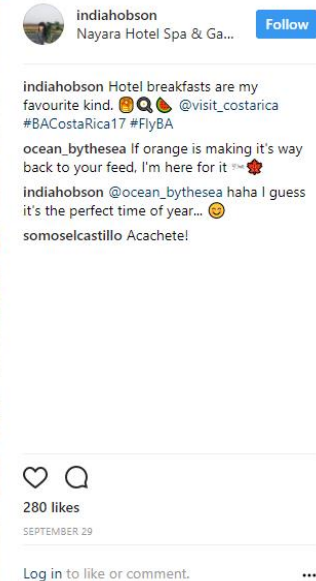 indiahobson
Nayara Hotel Spa & Ga...
Follow
indiahobson Hotel breakfasts are my
favourite kind. 🥞🍳🍉 @visit_costarica
#BACostaRica17 #FlyBA
ocean_bythesea If orange is making it's way
back to your feed, I'm here for it 🍁
indiahobson @ocean_bythesea haha I guess
it's the perfect time of year... 😊
somoselcastillo Acachete!
280 likes
SEPTEMBER 29
Log in to like or comment.
...